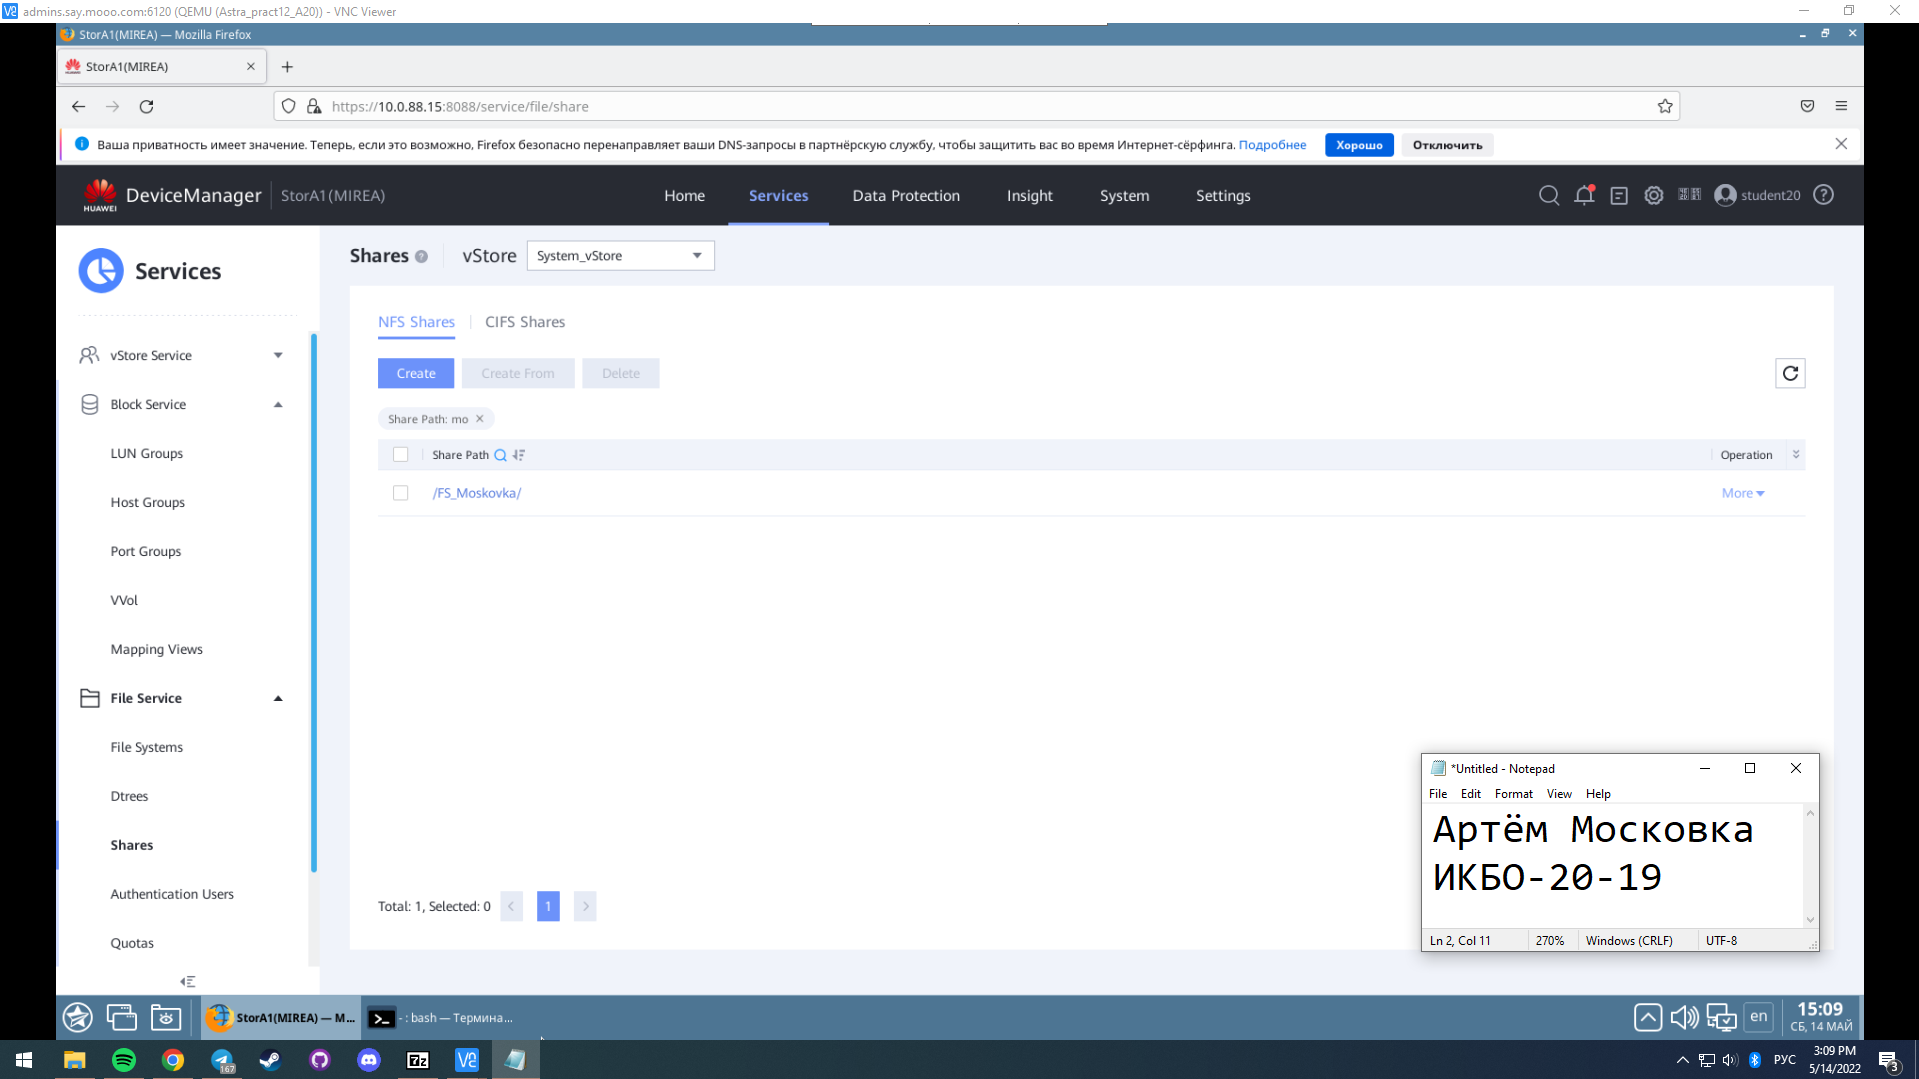 admins.say.mooo.com:6120 (QEMU (Astra_pract12_A20)) - VNC Viewer
StorA1(MIREA) — Mozilla Firefox
StorA1(MIREA)
https://10.0.88.15:8088/service/file/share
Ваша приватность имеет значение. Теперь, если это возможно, Firefox безопасно перенаправляет ваши DNS-запросы в партнёрскую службу, чтобы защитить вас во время Интернет-сёрфинга. Подробнее
Хорошо
Отключить
HUAWEI
DeviceManager
StorA1(MIREA)
Home
Services
Data Protection
Insight
System
Settings
student20
Services
vStore Service
Block Service
LUN Groups
Host Groups
Port Groups
VVol
Mapping Views
File Service
File Systems
Dtrees
Shares
Authentication Users
Quotas
Shares
vStore
System_vStore
NFS Shares
CIFS Shares
Create
Create From
Delete
Share Path: mo
Share Path
Operation
/FS_Moskovka/
More
Total: 1, Selected: 0
1
*Untitled - Notepad
File Edit Format View Help
Артём Московка
ИКБО-20-19
Ln 2, Col 11
270%
Windows (CRLF)
UTF-8
StorA1(MIREA) — M...
- : bash — Термина...
en
15:09
СБ, 14 МАЙ
167
РУС
3:09 PM
5/14/2022
3